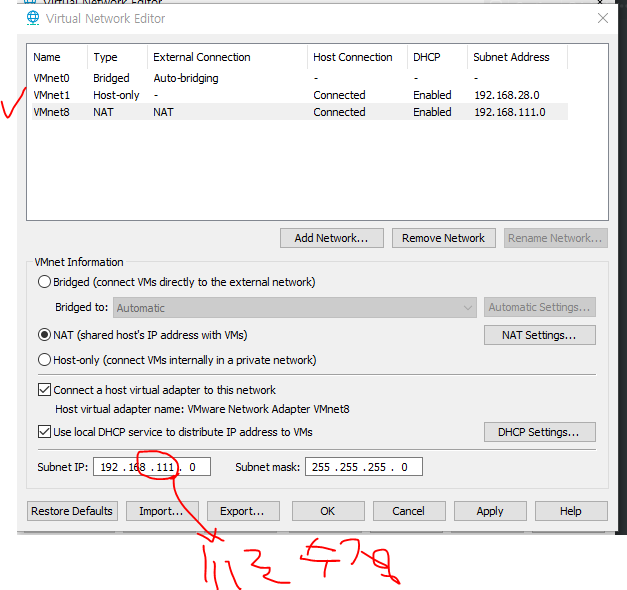 Virtual Network Editor
Name Type External Connection Host Connection DHCP Subnet Address
VMnet0 Bridged Auto-bridging - - -
VMnet1 Host-only - Connected Enabled 192.168.28.0
VMnet8 NAT NAT Connected Enabled 192.168.111.0
Add Network... Remove Network Rename Network...
VMnet Information
Bridged (connect VMs directly to the external network)
Bridged to: Automatic Automatic Settings...
NAT (shared host's IP address with VMs) NAT Settings...
Host-only (connect VMs internally in a private network)
Connect a host virtual adapter to this network
Host virtual adapter name: VMware Network Adapter VMnet8
Use local DHCP service to distribute IP address to VMs DHCP Settings...
Subnet IP: 192 .168 .111 . 0 Subnet mask: 255 .255 .255 . 0
Restore Defaults Import... Export... OK Cancel Apply Help
111로 수정